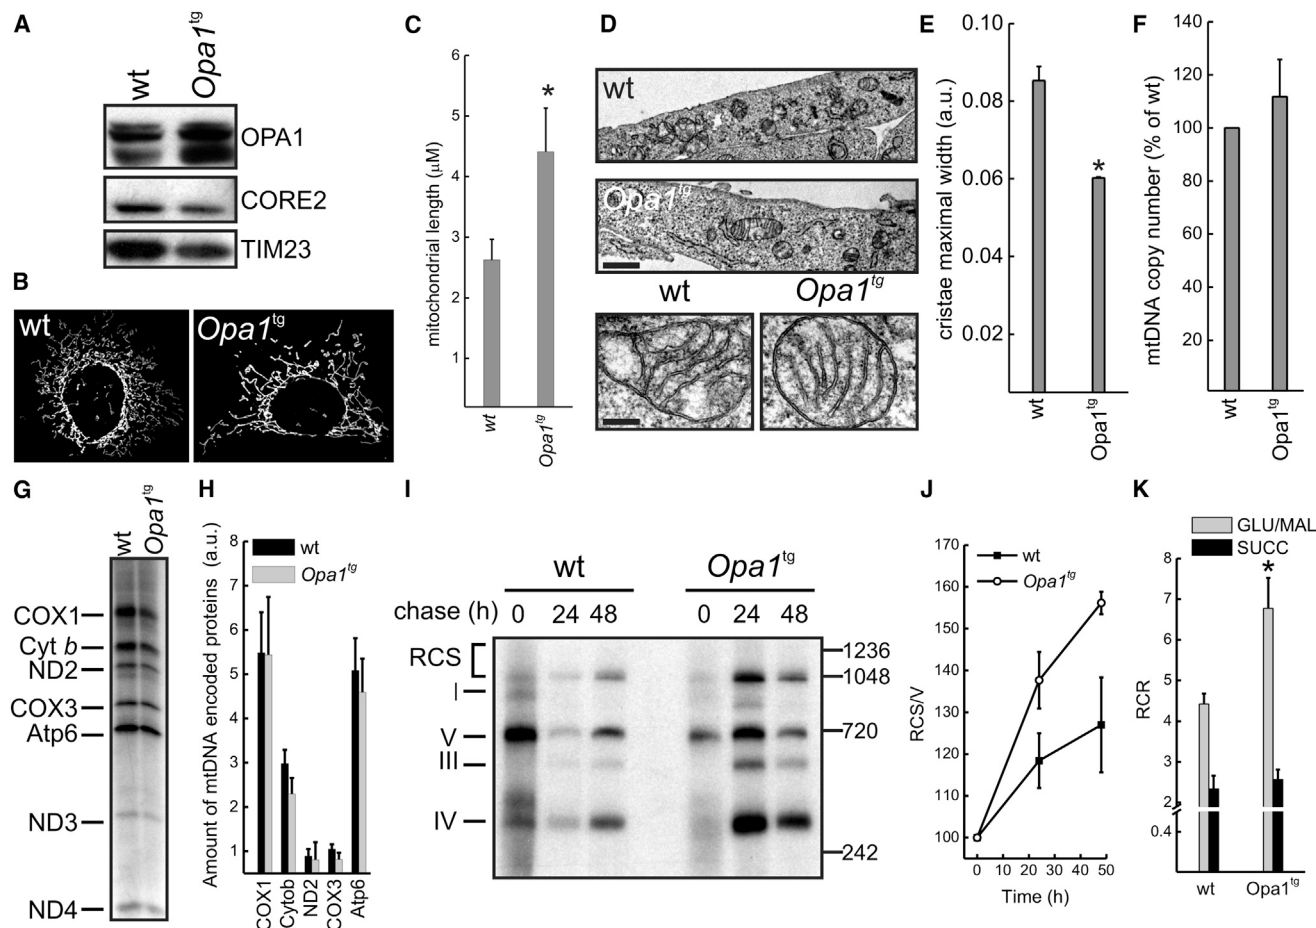 A
wt
Opa1tg
OPA1
CORE2
TIM23
B
wt
Opa1tg
C
mitochondrial length (µM)
6
5
4
3
2
1
*
wt
Opa1tg
D
wt
Opa1tg
wt
Opa1tg
E
cristae maximal width (a.u.)
0.10
0.08
0.06
0.04
0.02
*
wt
Opa1tg
F
mtDNA copy number (% of wt)
140
120
100
80
60
40
20
wt
Opa1tg
G
wt
Opa1tg
COX1
Cyt b
ND2
COX3
Atp6
ND3
ND4
H
Amount of mtDNA encoded proteins (a.u.)
8
7
6
5
4
3
2
1
wt
Opa1tg
COX1
Cytob
ND2
COX3
Atp6
I
wt
Opa1tg
chase (h) 0 24 48 0 24 48
RCS
I
V
III
IV
1236
1048
720
242
J
RCS/V
170
160
150
140
130
120
110
100
wt
Opa1tg
0 10 20 30 40 50
Time (h)
K
GLU/MAL
SUCC
RCR
8
7
6
5
4
3
2
0.4
*
wt
Opa1tg